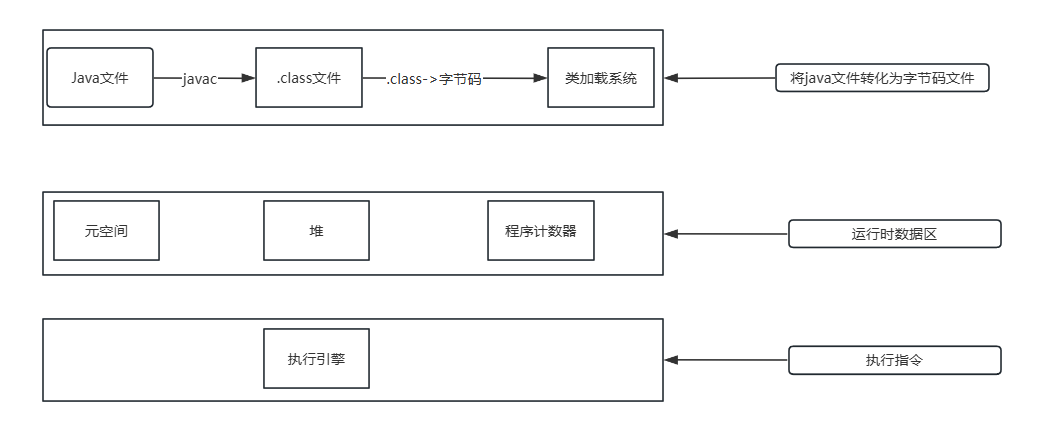 Java文件
javac
.class文件
.class->字节码
类加载系统
将java文件转化为字节码文件
元空间
堆
程序计数器
运行时数据区
执行引擎
执行指令